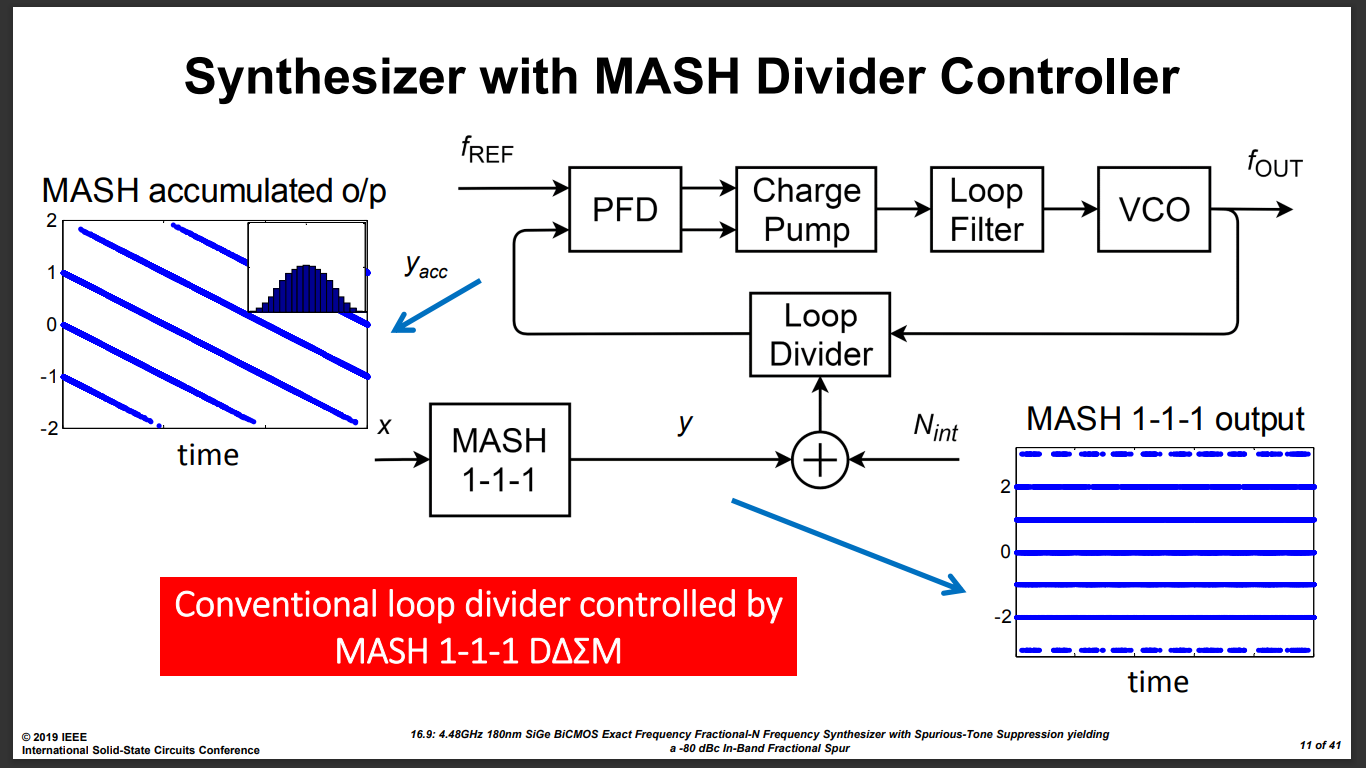 Synthesizer with MASH Divider Controller
MASH accumulated o/p
2
1
0
-1
-2
time
yacc
fREF
PFD
Charge
Pump
Loop
Filter
VCO
fOUT
Loop
Divider
x
MASH
1-1-1
y
+
Nint
MASH 1-1-1 output
2
0
-2
time
Conventional loop divider controlled by
MASH 1-1-1 DΔΣM
© 2019 IEEE
International Solid-State Circuits Conference
16.9: 4.48GHz 180nm SiGe BiCMOS Exact Frequency Fractional-N Frequency Synthesizer with Spurious-Tone Suppression yielding
a -80 dBc In-Band Fractional Spur
11 of 41